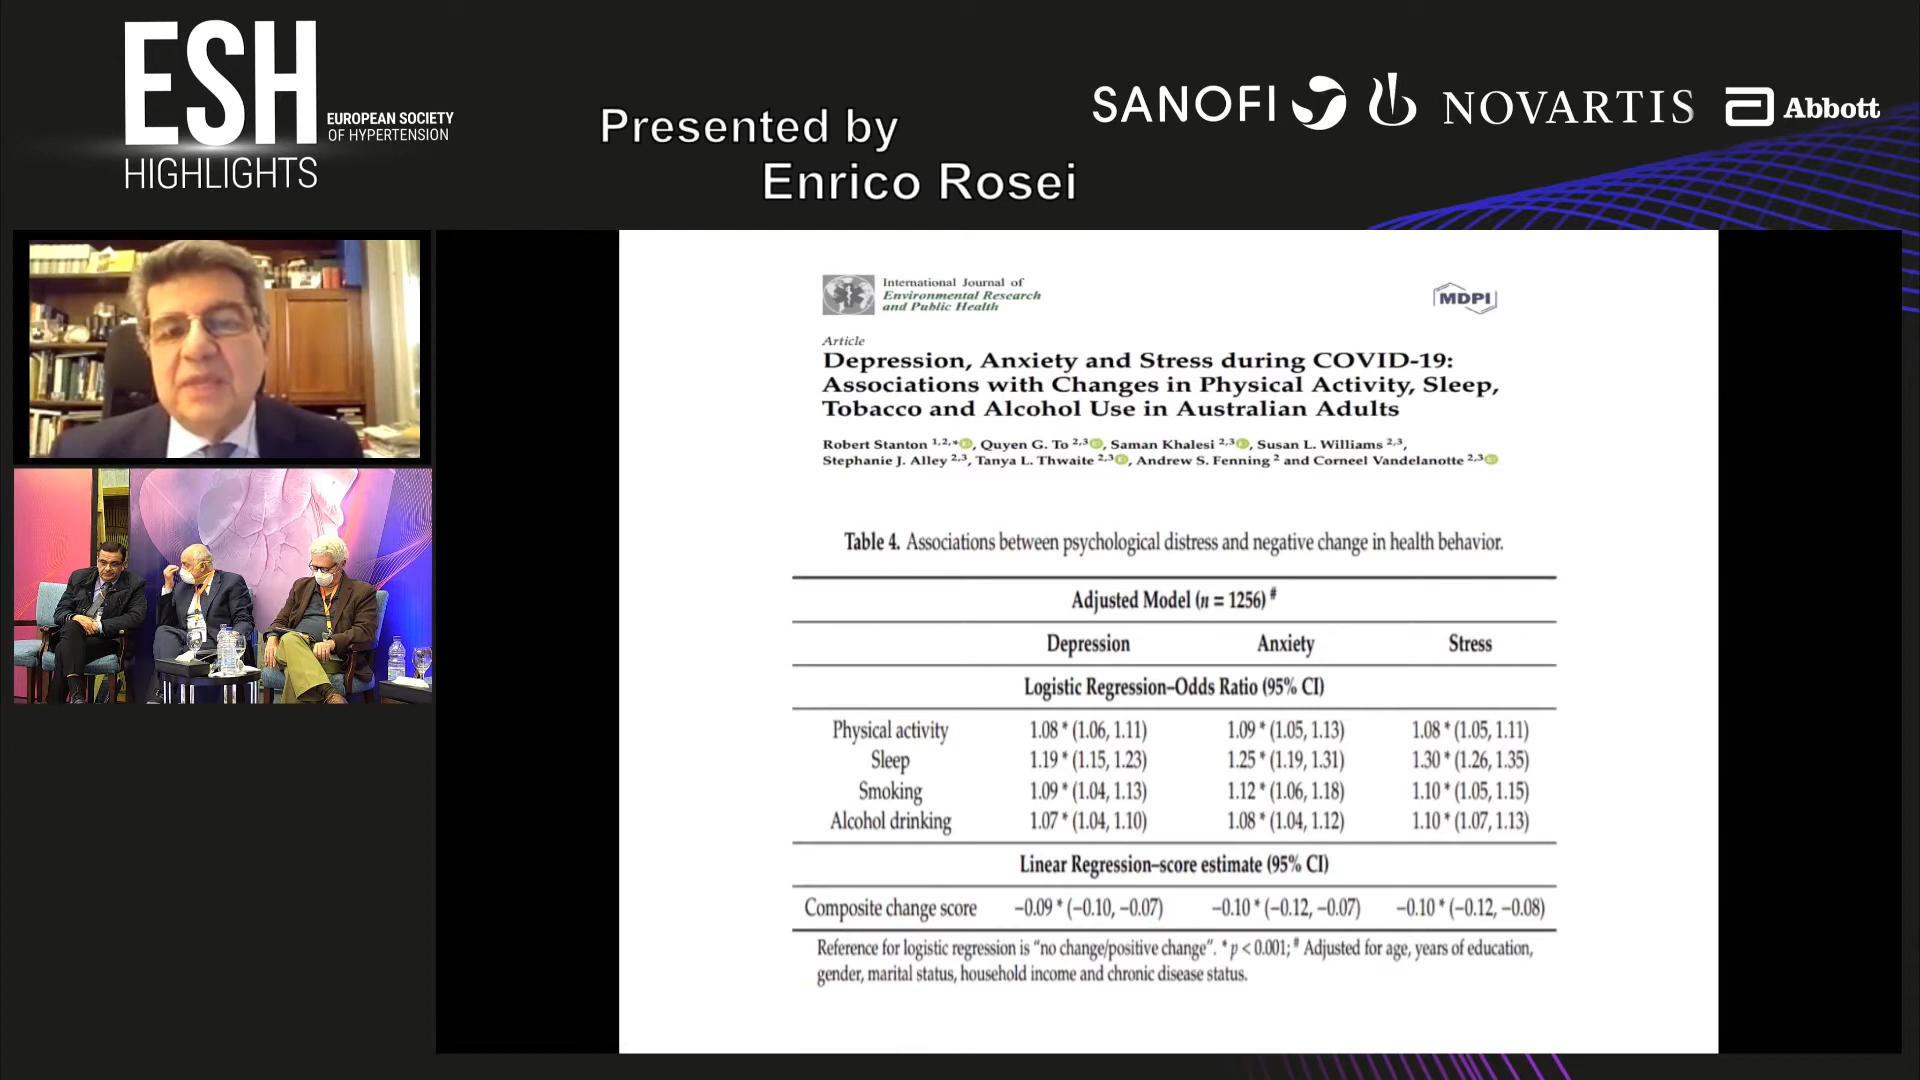 ESH
EUROPEAN SOCIETY
OF HYPERTENSION
HIGHLIGHTS
Presented by
Enrico Rosei
SANOFI
NOVARTIS
Abbott
International Journal of
Environmental Research
and Public Health
MDPI
Article
Depression, Anxiety and Stress during COVID-19:
Associations with Changes in Physical Activity, Sleep,
Tobacco and Alcohol Use in Australian Adults
Robert Stanton 1,2,*, Quyen G. To 2,3, Saman Khalesi 2,3, Susan L. Williams 2,3,
Stephanie J. Alley 2,3, Tanya L. Thwaite 2,3, Andrew S. Fenning 2 and Corneel Vandelanotte 2,3
Table 4. Associations between psychological distress and negative change in health behavior.
Adjusted Model (n = 1256) #
Depression Anxiety Stress
Logistic Regression–Odds Ratio (95% CI)
Physical activity 1.08 * (1.06, 1.11) 1.09 * (1.05, 1.13) 1.08 * (1.05, 1.11)
Sleep 1.19 * (1.15, 1.23) 1.25 * (1.19, 1.31) 1.30 * (1.26, 1.35)
Smoking 1.09 * (1.04, 1.13) 1.12 * (1.06, 1.18) 1.10 * (1.05, 1.15)
Alcohol drinking 1.07 * (1.04, 1.10) 1.08 * (1.04, 1.12) 1.10 * (1.07, 1.13)
Linear Regression–score estimate (95% CI)
Composite change score −0.09 * (−0.10, −0.07) −0.10 * (−0.12, −0.07) −0.10 * (−0.12, −0.08)
Reference for logistic regression is "no change/positive change". * p < 0.001; # Adjusted for age, years of education,
gender, marital status, household income and chronic disease status.